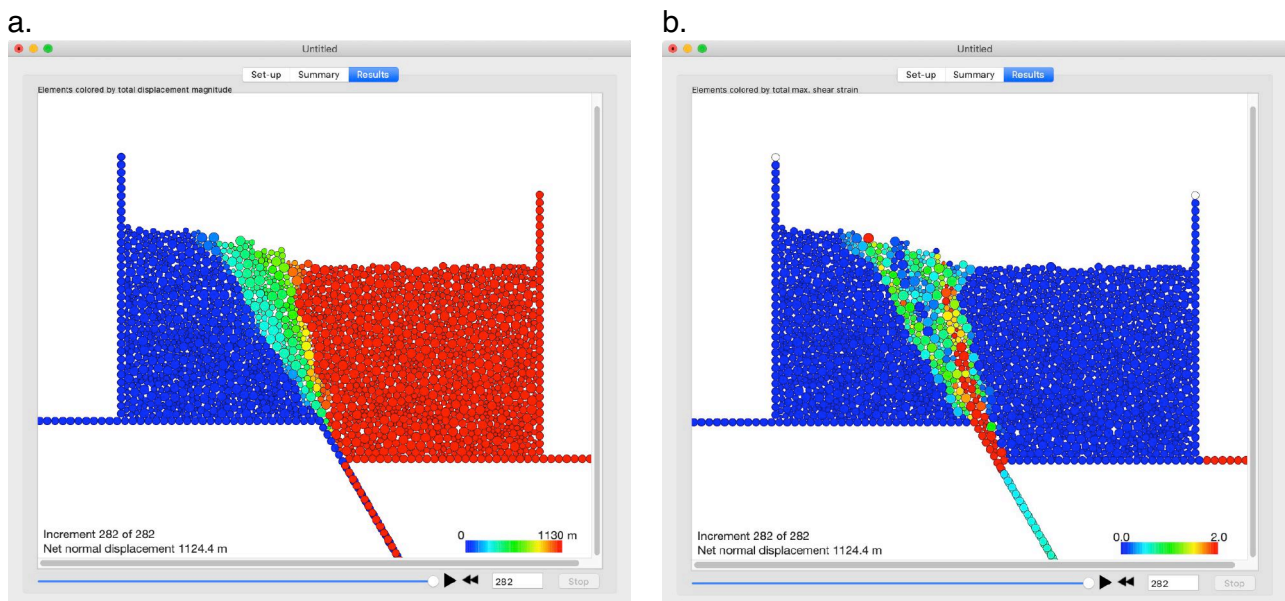 a.
Untitled
Set-up Summary Results
Elements colored by total displacement magnitude
Increment 282 of 282
Net normal displacement 1124.4 m
0 1130 m
282 Stop
b.
Untitled
Set-up Summary Results
Elements colored by total max. shear strain
Increment 282 of 282
Net normal displacement 1124.4 m
0.0 2.0
282 Stop